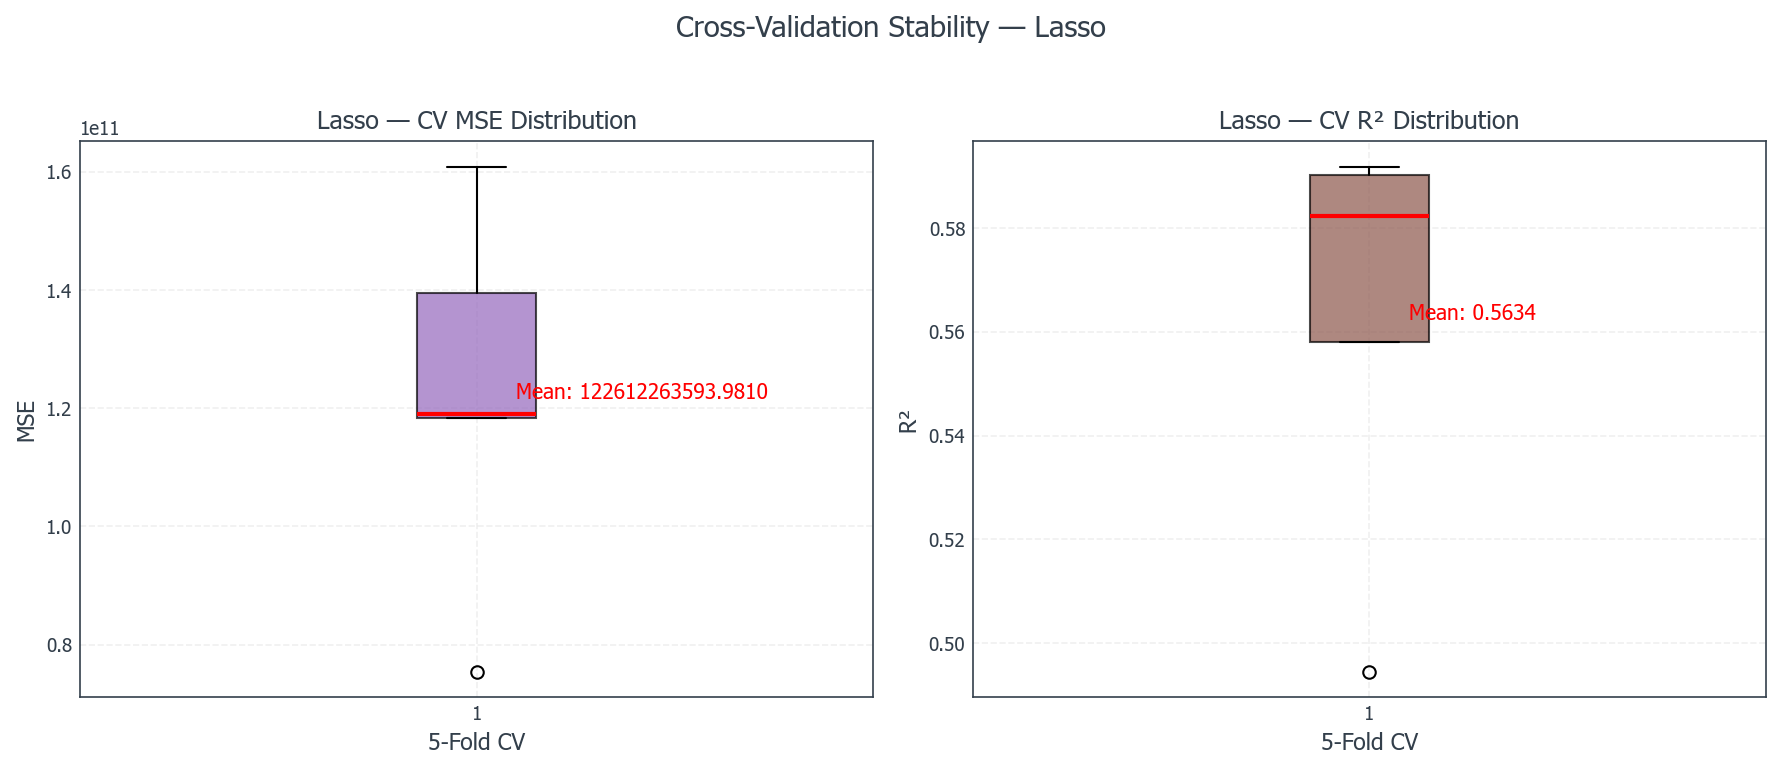 Cross-Validation Stability — Lasso
Lasso — CV MSE Distribution
1e11
1.6
1.4
1.2
1.0
0.8
MSE
Mean: 122612263593.9810
1
5-Fold CV
Lasso — CV R² Distribution
0.58
0.56
0.54
0.52
0.50
R²
Mean: 0.5634
1
5-Fold CV